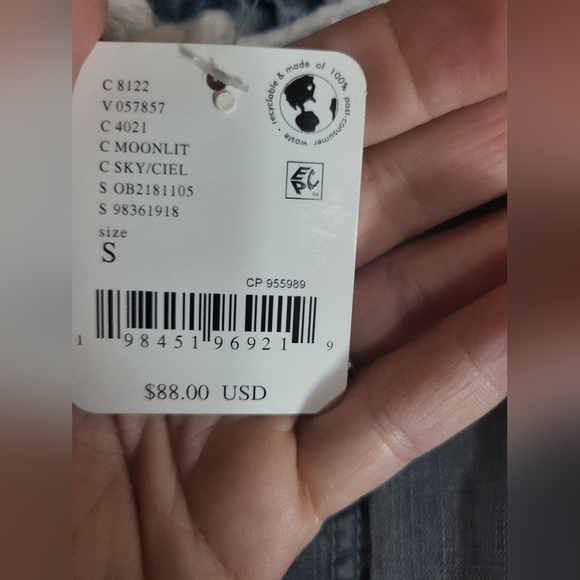 C 8122
V 057857
C 4021
C MOONLIT
C SKY/CIEL
S OB2181105
S 98361918
size
S
recyclable & made of 100% post-consumer waste
EPC
TM
CP 955989
1 98451 96921 9
$88.00 USD